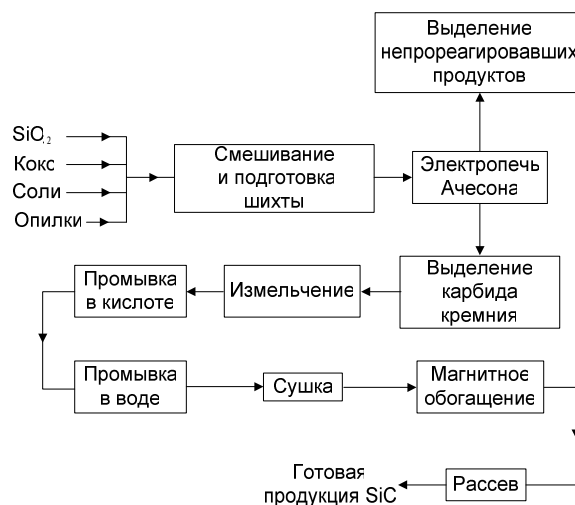 Выделение
непрореагировавших
продуктов
SiO₂
Кокс
Соли
Опилки
Смешивание
и подготовка
шихты
Электропечь
Ачесона
Промывка
в кислоте
Измельчение
Выделение
карбида
кремния
Промывка
в воде
Сушка
Магнитное
обогащение
Готовая
продукция SiC
Рассев